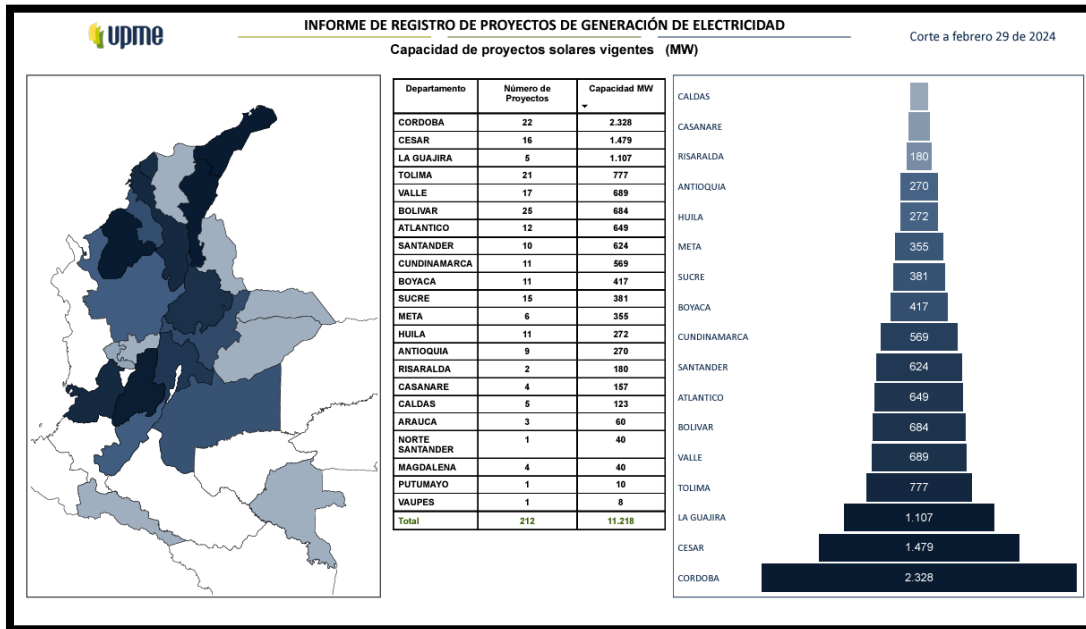 upme
INFORME DE REGISTRO DE PROYECTOS DE GENERACIÓN DE ELECTRICIDAD
Capacidad de proyectos solares vigentes (MW)
Corte a febrero 29 de 2024
Departamento Número de Proyectos Capacidad MW
CORDOBA 22 2.328
CESAR 16 1.479
LA GUAJIRA 5 1.107
TOLIMA 21 777
VALLE 17 689
BOLIVAR 25 684
ATLANTICO 12 649
SANTANDER 10 624
CUNDINAMARCA 11 569
BOYACA 11 417
SUCRE 15 381
META 6 355
HUILA 11 272
ANTIOQUIA 9 270
RISARALDA 2 180
CASANARE 4 157
CALDAS 5 123
ARAUCA 3 60
NORTE SANTANDER 1 40
MAGDALENA 4 40
PUTUMAYO 1 10
VAUPES 1 8
Total 212 11.218
CALDAS
CASANARE
RISARALDA 180
ANTIOQUIA 270
HUILA 272
META 355
SUCRE 381
BOYACA 417
CUNDINAMARCA 569
SANTANDER 624
ATLANTICO 649
BOLIVAR 684
VALLE 689
TOLIMA 777
LA GUAJIRA 1.107
CESAR 1.479
CORDOBA 2.328